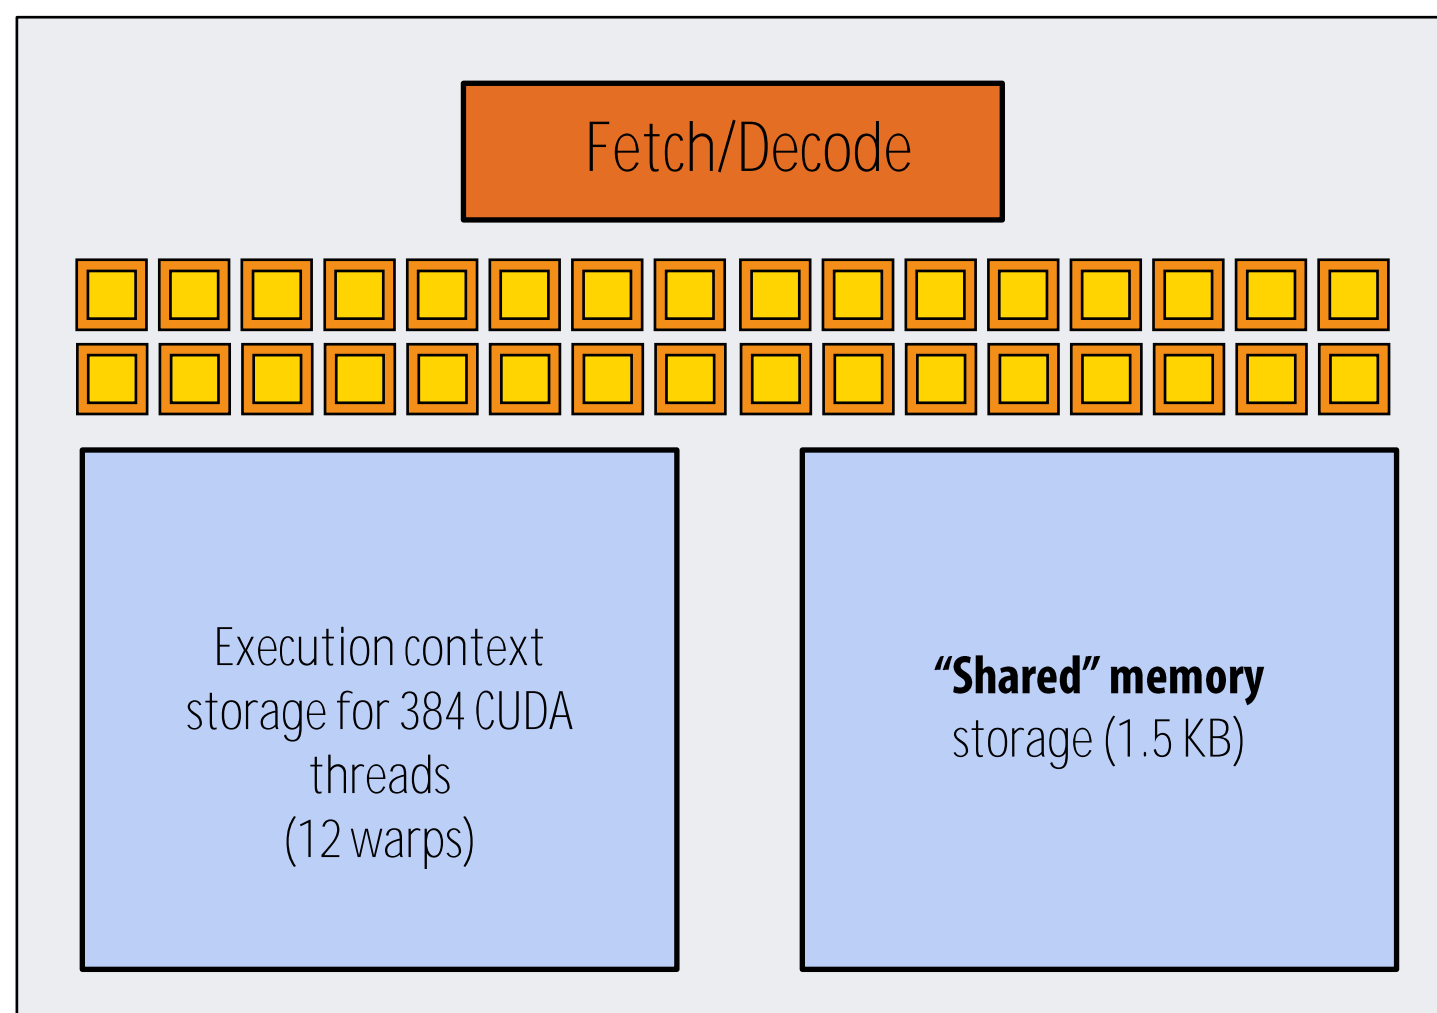 Fetch/Decode
Execution context
storage for 384 CUDA
threads
(12 warps)
“Shared” memory
storage (1.5 KB)